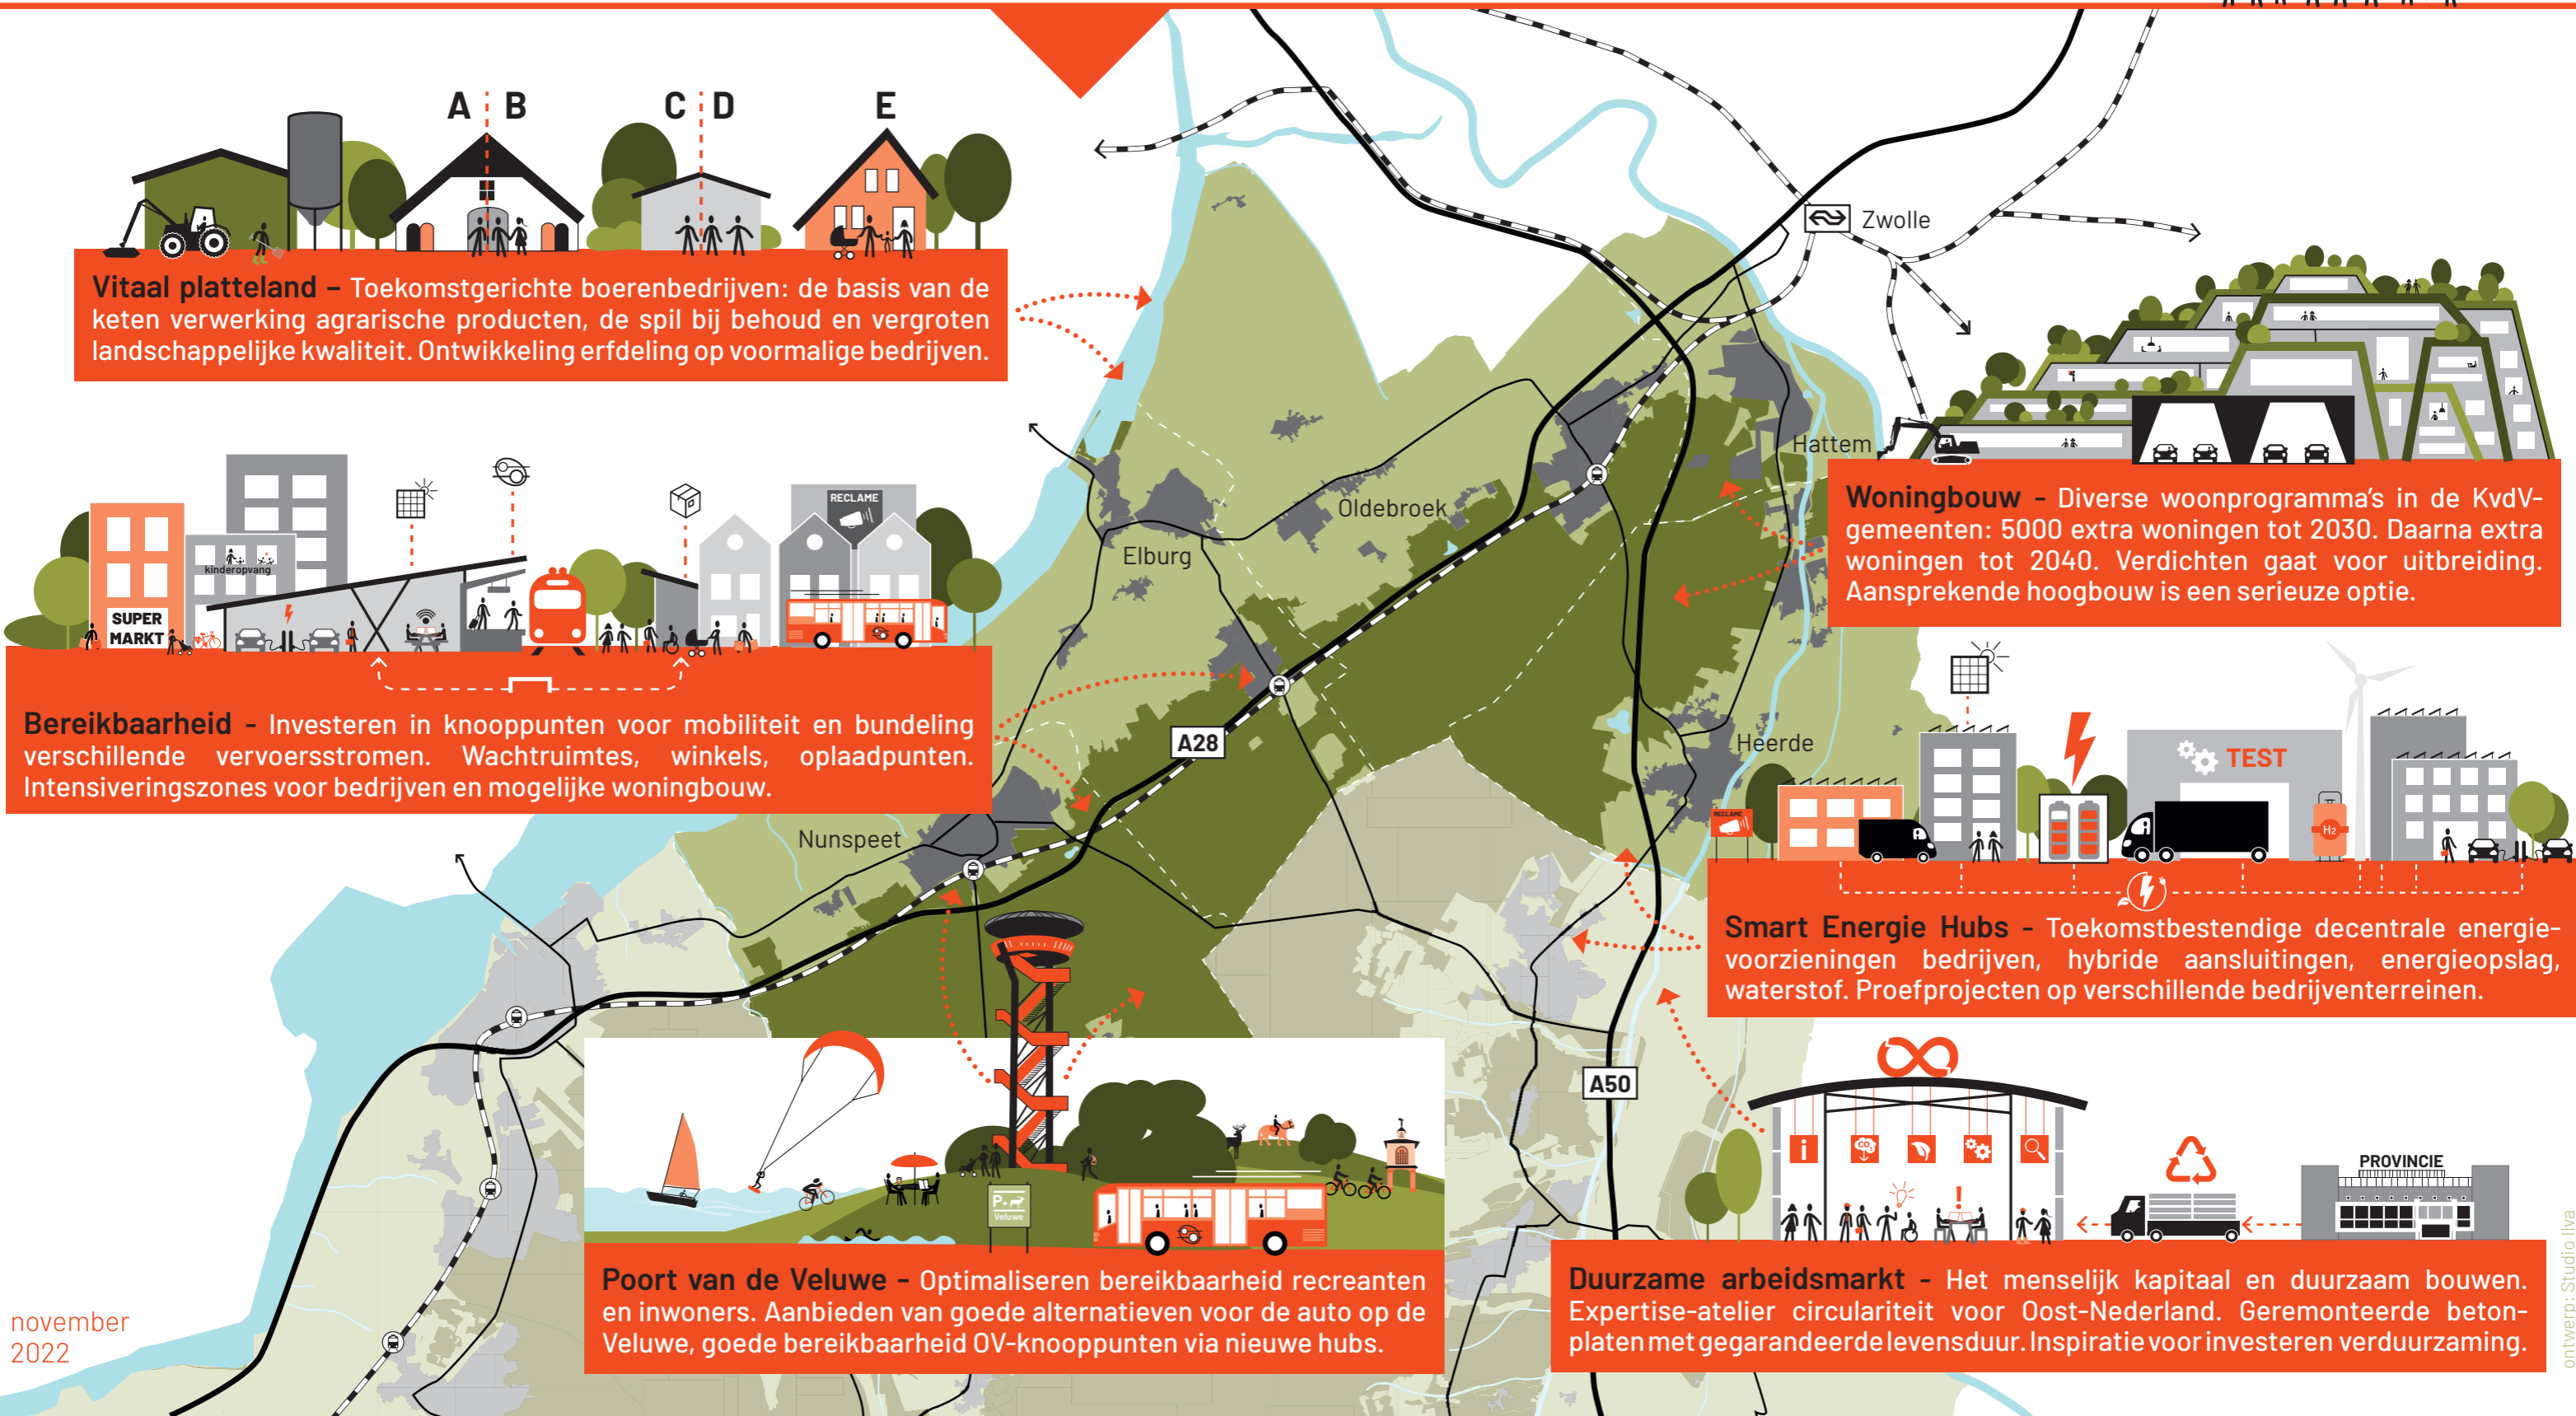 A B C D E
Vitaal platteland – Toekomstgerichte boerenbedrijven: de basis van de
keten verwerking agrarische producten, de spil bij behoud en vergroten
landschappelijke kwaliteit. Ontwikkeling erfdeling op voormalige bedrijven.
Zwolle
Hattem
Oldebroek
Elburg
Heerde
Nunspeet
A28
A50
Woningbouw - Diverse woonprogramma's in de KvdV-
gemeenten: 5000 extra woningen tot 2030. Daarna extra
woningen tot 2040. Verdichten gaat voor uitbreiding.
Aansprekende hoogbouw is een serieuze optie.
RECLAME
kinderopvang
SUPER
MARKT
Bereikbaarheid - Investeren in knooppunten voor mobiliteit en bundeling
verschillende vervoersstromen. Wachtruimtes, winkels, oplaadpunten.
Intensiveringszones voor bedrijven en mogelijke woningbouw.
TEST
RECLAME
H2
Smart Energie Hubs - Toekomstbestendige decentrale energie-
voorzieningen bedrijven, hybride aansluitingen, energieopslag,
waterstof. Proefprojecten op verschillende bedrijventerreinen.
P+
Veluwe
Poort van de Veluwe - Optimaliseren bereikbaarheid recreanten
en inwoners. Aanbieden van goede alternatieven voor de auto op de
Veluwe, goede bereikbaarheid OV-knooppunten via nieuwe hubs.
i
CO2
PROVINCIE
Duurzame arbeidsmarkt - Het menselijk kapitaal en duurzaam bouwen.
Expertise-atelier circulariteit voor Oost-Nederland. Geremonteerde beton-
platen met gegarandeerde levensduur. Inspiratie voor investeren verduurzaming.
november
2022
ontwerp: Studio Ilva